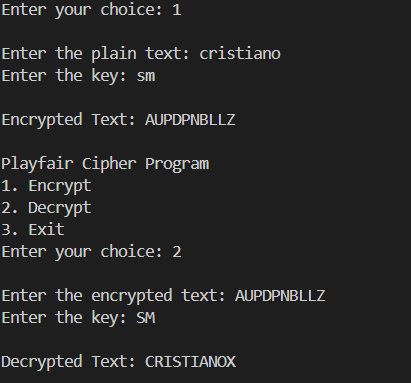 Enter your choice: 1
Enter the plain text: cristiano
Enter the key: sm
Encrypted Text: AUPDPNBLLZ
Playfair Cipher Program
1. Encrypt
2. Decrypt
3. Exit
Enter your choice: 2
Enter the encrypted text: AUPDPNBLLZ
Enter the key: SM
Decrypted Text: CRISTIANOX